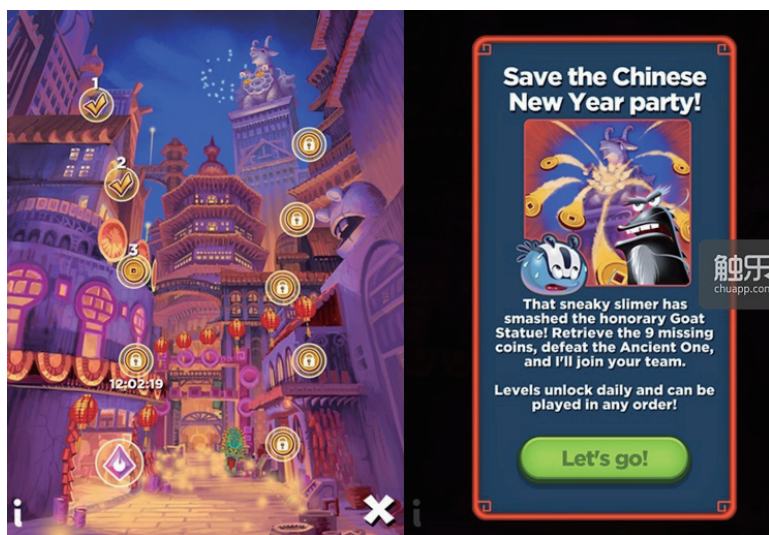 1
2
3
12:02:19
i
Save the Chinese
New Year party!
That sneaky slimer has
smashed the honorary Goat
Statue! Retrieve the 9 missing
coins, defeat the Ancient One,
and I'll join your team.
Levels unlock daily and can be
played in any order!
Let's go!
i
触乐
chuapp.com